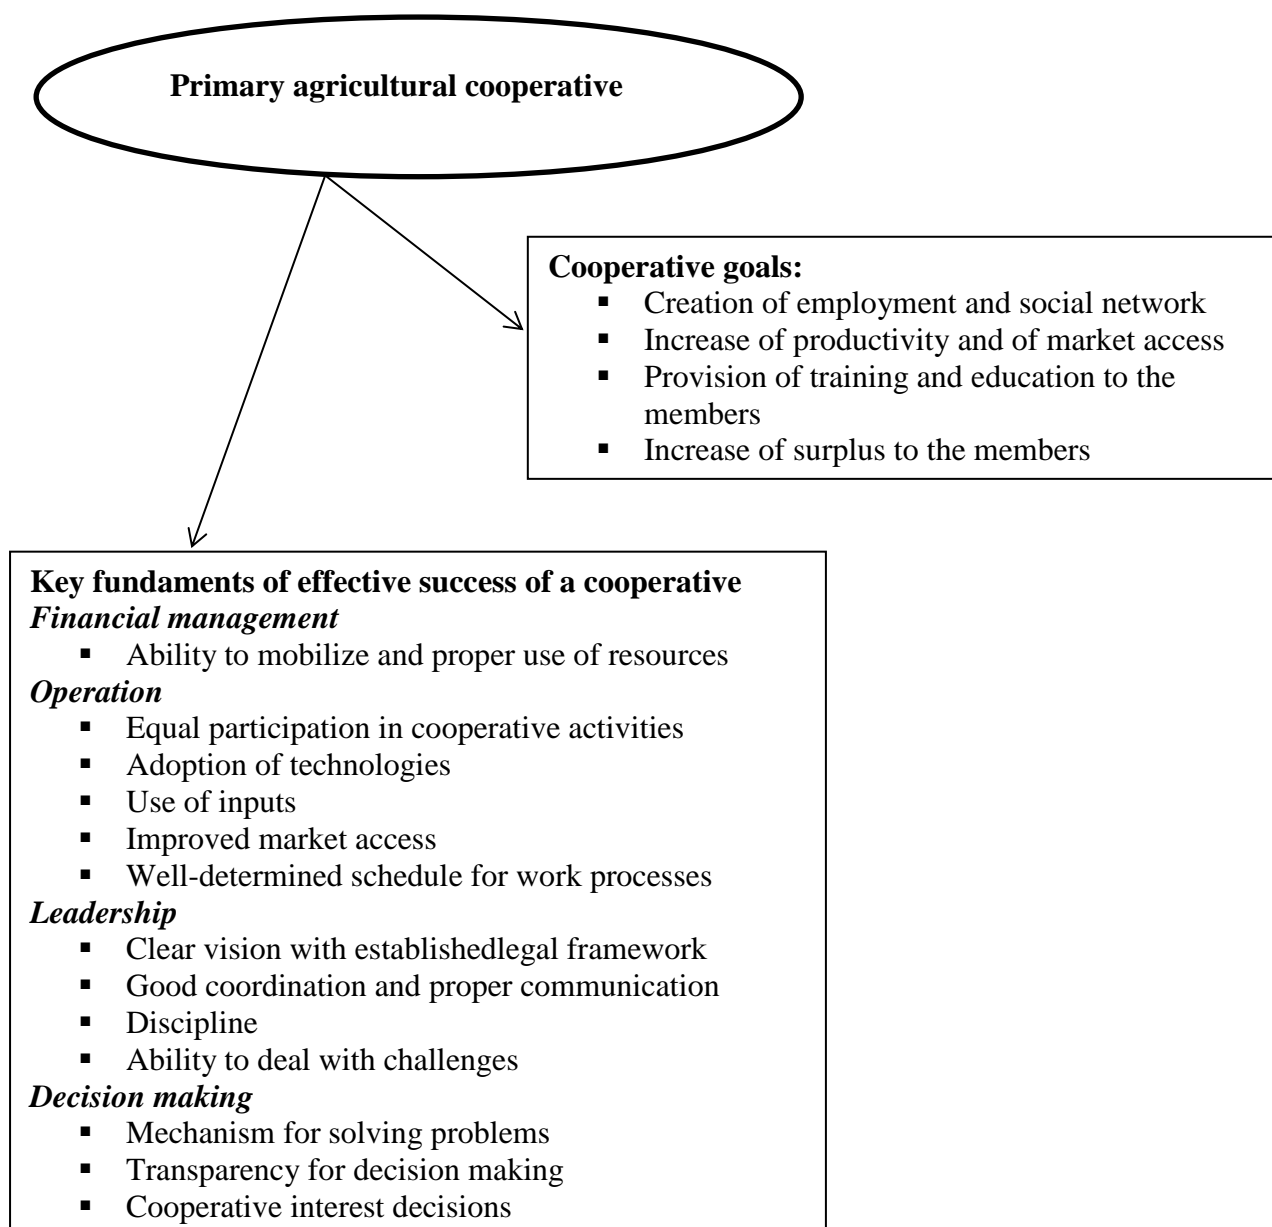 Primary agricultural cooperative
Cooperative goals:
▪ Creation of employment and social network
▪ Increase of productivity and of market access
▪ Provision of training and education to the
members
▪ Increase of surplus to the members
Key fundaments of effective success of a cooperative
Financial management
▪ Ability to mobilize and proper use of resources
Operation
▪ Equal participation in cooperative activities
▪ Adoption of technologies
▪ Use of inputs
▪ Improved market access
▪ Well-determined schedule for work processes
Leadership
▪ Clear vision with establishedlegal framework
▪ Good coordination and proper communication
▪ Discipline
▪ Ability to deal with challenges
Decision making
▪ Mechanism for solving problems
▪ Transparency for decision making
▪ Cooperative interest decisions